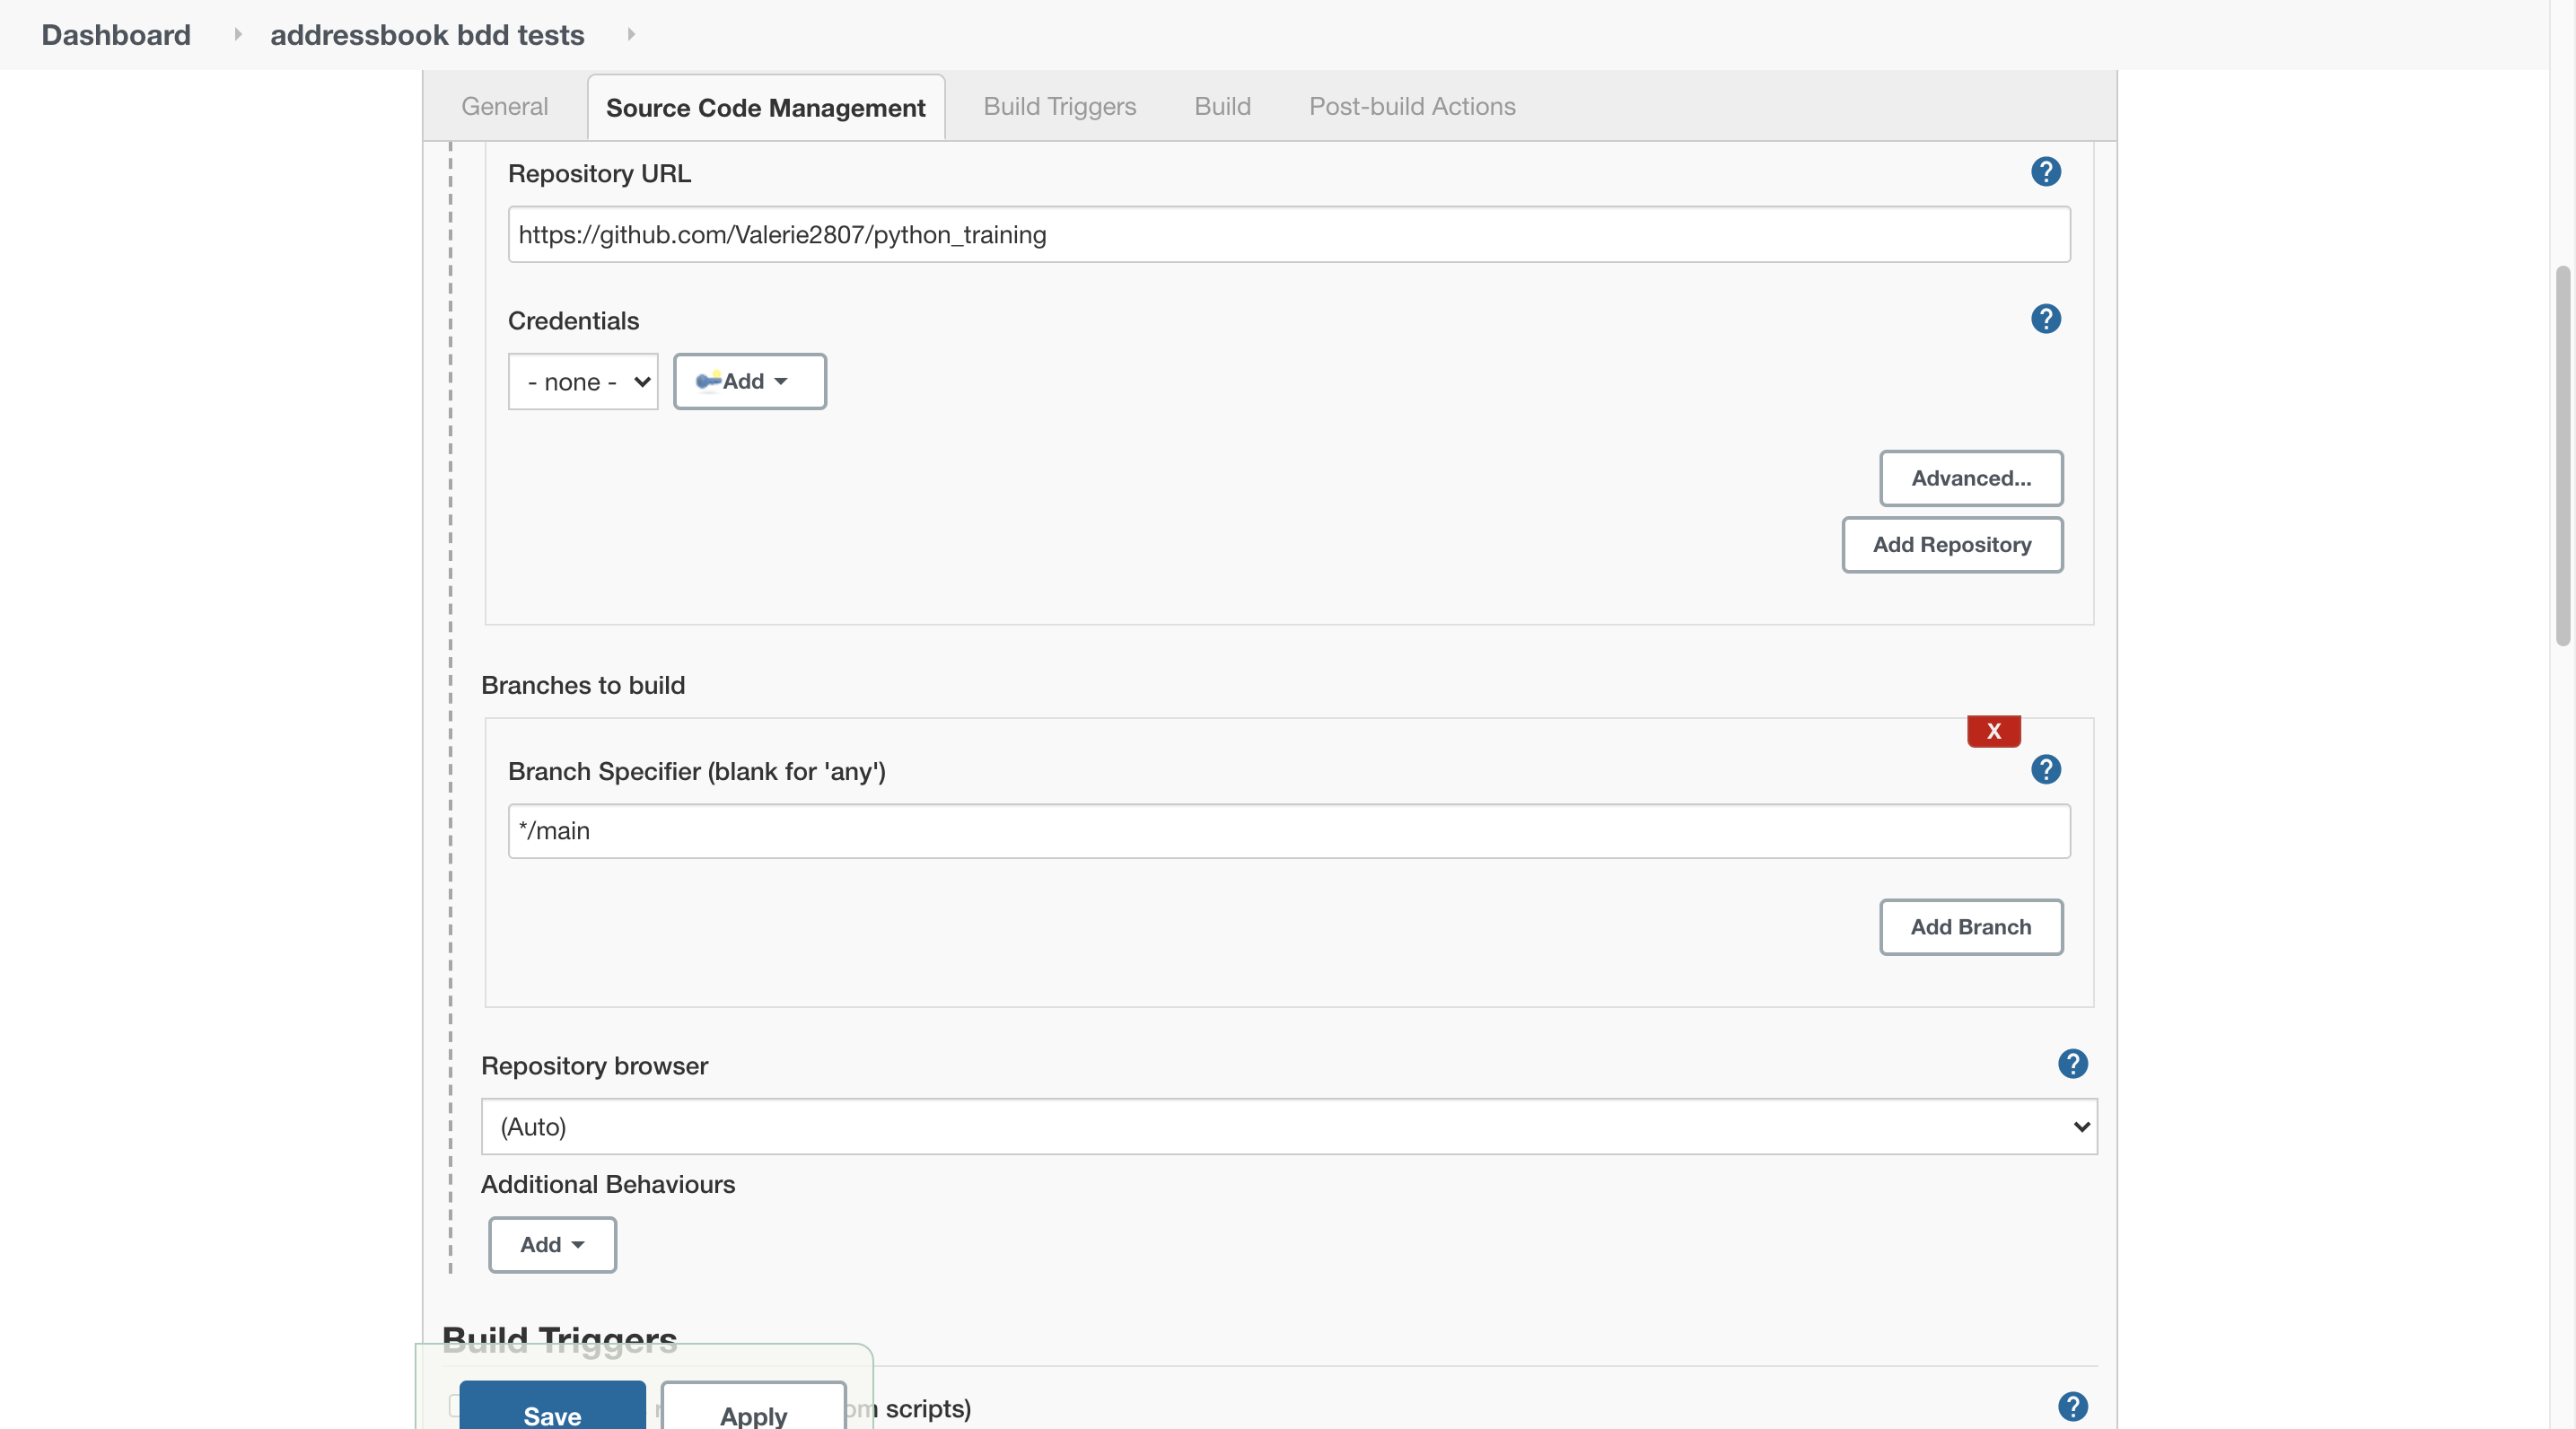 Dashboard addressbook bdd tests
General Source Code Management Build Triggers Build Post-build Actions
Repository URL
?
https://github.com/Valerie2807/python_training
Credentials
?
- none - Add
Advanced...
Add Repository
Branches to build
X
Branch Specifier (blank for 'any')
?
*/main
Add Branch
Repository browser
?
(Auto)
Additional Behaviours
Add
Build Triggers
Save Apply scripts)
?